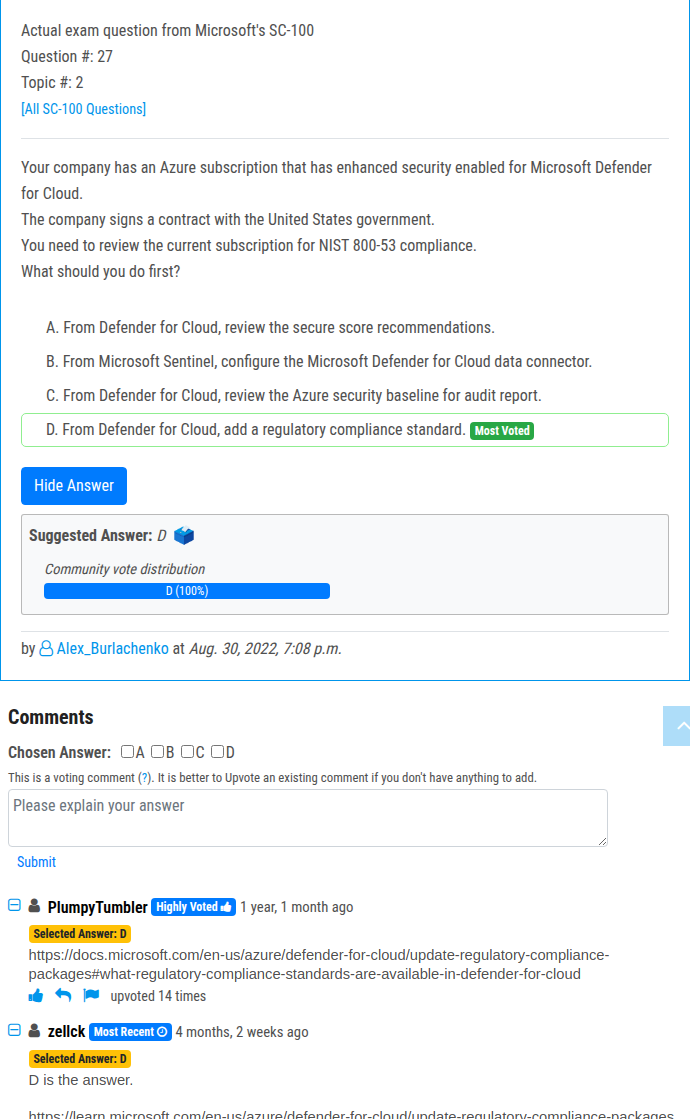 Actual exam question from Microsoft's SC-100
Question #: 27
Topic #: 2
[All SC-100 Questions]
Your company has an Azure subscription that has enhanced security enabled for Microsoft Defender
for Cloud.
The company signs a contract with the United States government.
You need to review the current subscription for NIST 800-53 compliance.
What should you do first?
A. From Defender for Cloud, review the secure score recommendations.
B. From Microsoft Sentinel, configure the Microsoft Defender for Cloud data connector.
C. From Defender for Cloud, review the Azure security baseline for audit report.
D. From Defender for Cloud, add a regulatory compliance standard. Most Voted
Hide Answer
Suggested Answer: D
Community vote distribution
D (100%)
by Alex_Burlachenko at Aug. 30, 2022, 7:08 p.m.
Comments
Chosen Answer: A B C D
This is a voting comment (?). It is better to Upvote an existing comment if you don't have anything to add.
Please explain your answer
Submit
PlumpyTumbler Highly Voted 1 year, 1 month ago
Selected Answer: D
https://docs.microsoft.com/en-us/azure/defender-for-cloud/update-regulatory-compliance-
packages#what-regulatory-compliance-standards-are-available-in-defender-for-cloud
upvoted 14 times
zellck Most Recent 4 months, 2 weeks ago
Selected Answer: D
D is the answer.
https://learn.microsoft.com/en-us/azure/defender-for-cloud/update-regulatory-compliance-packages